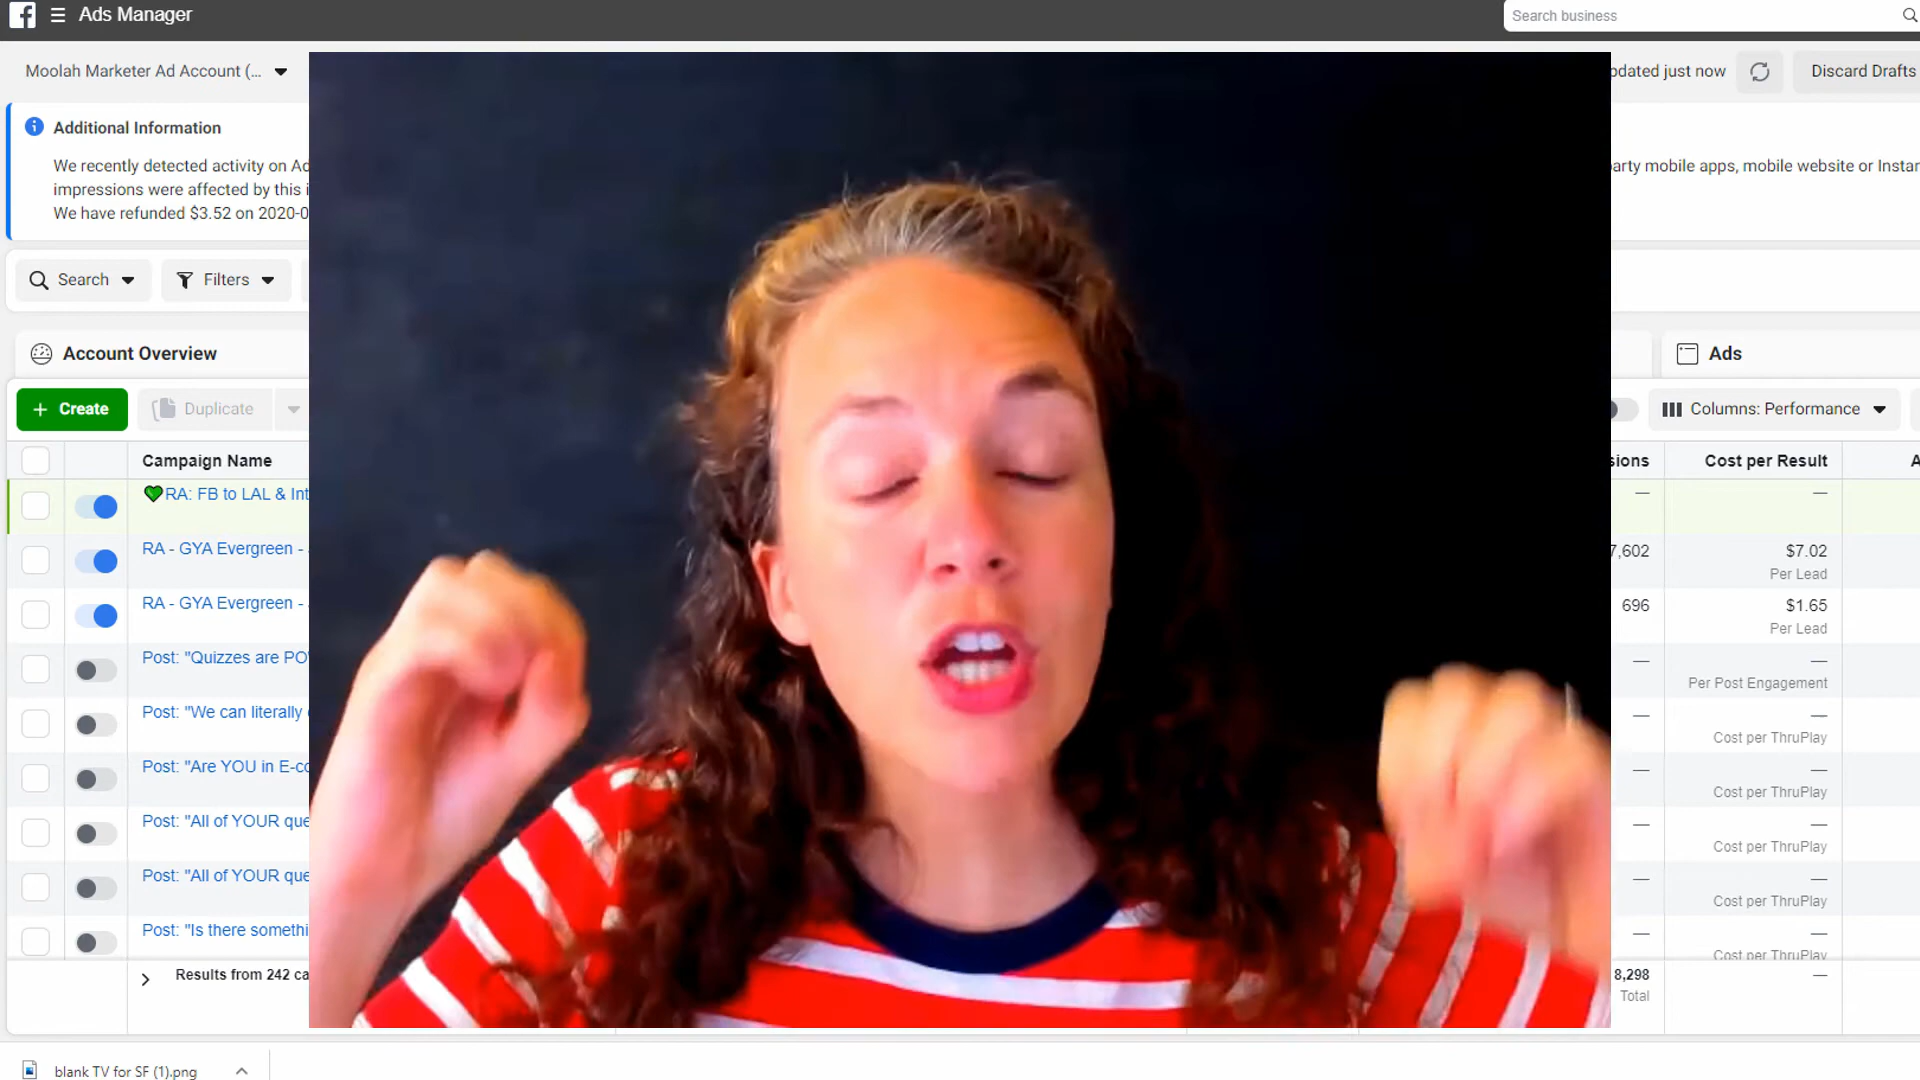 Ads Manager
Search business
Moolah Marketer Ad Account (...
pdated just now
Discard Drafts
Additional Information
We recently detected activity on Ad
arty mobile apps, mobile website or Instar
impressions were affected by this i
We have refunded $3.52 on 2020-0
Search
Filters
Account Overview
Ads
+ Create
Duplicate
Columns: Performance
Campaign Name
sions
Cost per Result
A
RA: FB to LAL & Int
—
—
RA - GYA Evergreen -
7,602
$7.02
Per Lead
RA - GYA Evergreen -
696
$1.65
Per Lead
Post: "Quizzes are PO
—
—
Per Post Engagement
Post: "We can literally
—
—
Cost per ThruPlay
Post: "Are YOU in E-co
—
—
Cost per ThruPlay
Post: "All of YOUR que
—
—
Cost per ThruPlay
Post: "All of YOUR que
—
—
Cost per ThruPlay
Post: "Is there somethi
—
—
Cost per ThruPlay
Results from 242 ca
8,298
—
Total
blank TV for SF (1).png